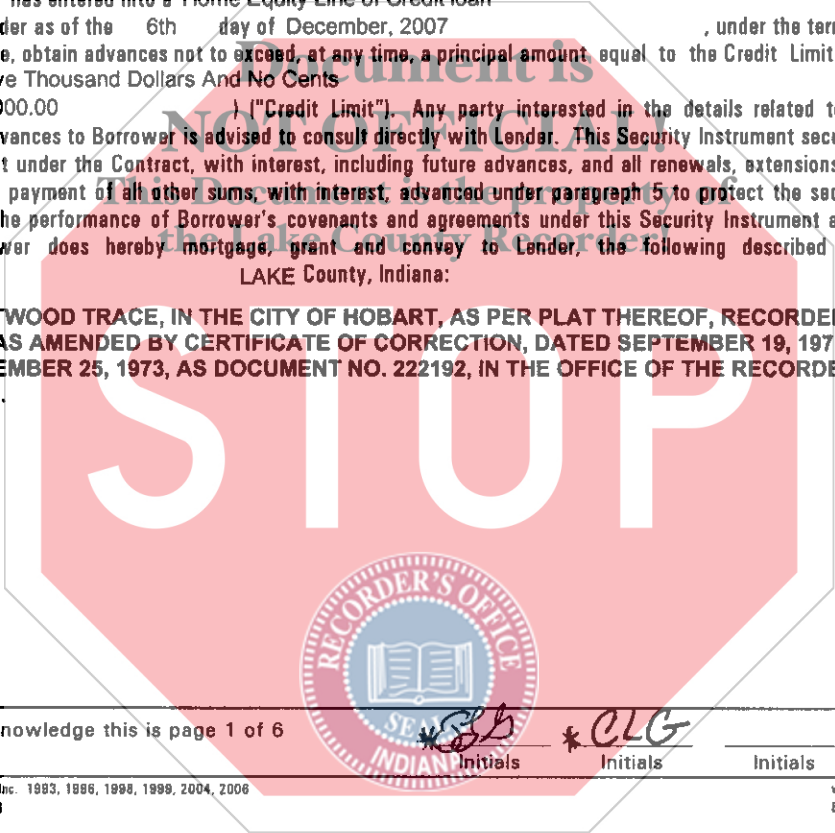 has entered into a Home Equity Line of Credit loan
der as of the 6th day of December, 2007 , under the ter
e, obtain advances not to exceed, at any time, a principal amount equal to the Credit Limit
Document is
e Thousand Dollars And No Cents
00.00 ) ("Credit Limit"). Any party interested in the details related t
NOT OFFICIAL!
vances to Borrower is advised to consult directly with Lender. This Security Instrument secu
t under the Contract, with interest, including future advances, and all renewals, extensions
This Document is the property of
payment of all other sums, with interest, advanced under paragraph 5 to protect the sec
he performance of Borrower's covenants and agreements under this Security Instrument a
the Lake County Recorder!
wer does hereby mortgage, grant and convey to Lender, the following described
LAKE County, Indiana:
TWOOD TRACE, IN THE CITY OF HOBART, AS PER PLAT THEREOF, RECORDE
AS AMENDED BY CERTIFICATE OF CORRECTION, DATED SEPTEMBER 19, 197
EMBER 25, 1973, AS DOCUMENT NO. 222192, IN THE OFFICE OF THE RECORDE
STOP
RECORDER'S OFFICE
SEAL
INDIANA
nowledge this is page 1 of 6 * * CLG
Initials Initials Initials
Inc. 1993, 1996, 1998, 1999, 2004, 2006